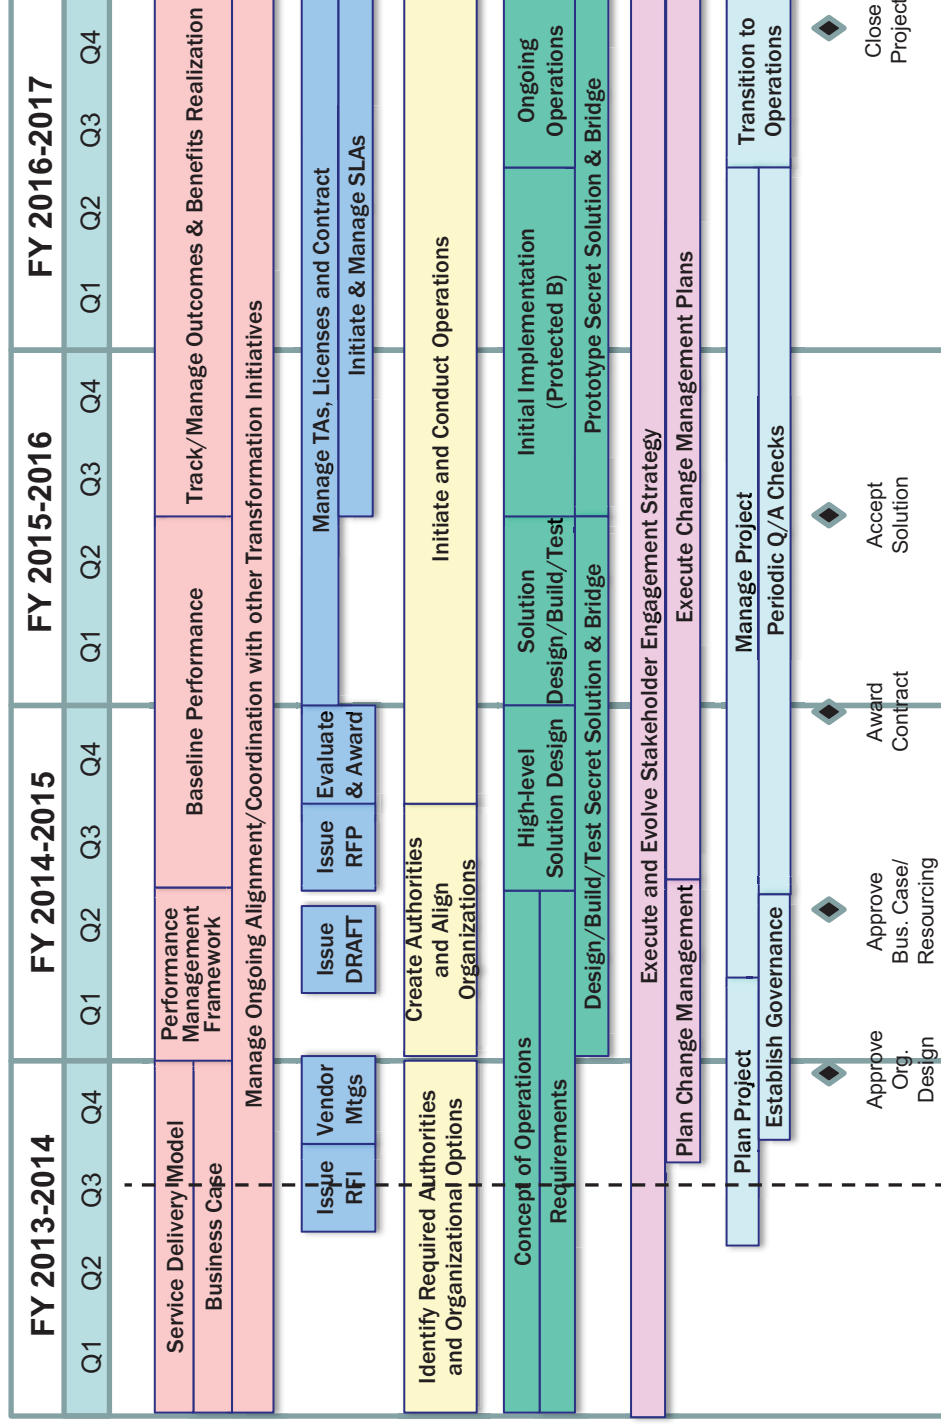 FY 2013-2014
FY 2014-2015
FY 2015-2016
FY 2016-2017
Q1 Q2 Q3 Q4 Q1 Q2 Q3 Q4 Q1 Q2 Q3 Q4 Q1 Q2 Q3 Q4
Service Delivery Model
Business Case
Performance
Management
Framework
Baseline Performance
Track/Manage Outcomes & Benefits Realization
Manage Ongoing Alignment/Coordination with other Transformation Initiatives
Issue
RFI
Vendor
Mtgs
Issue
DRAFT
Issue
RFP
Evaluate
& Award
Manage TAs, Licenses and Contract
Initiate & Manage SLAs
Identify Required Authorities
and Organizational Options
Create Authorities
and Align
Organizations
Initiate and Conduct Operations
Concept of Operations
Requirements
High-level
Solution Design
Solution
Design/Build/Test
Initial Implementation
(Protected B)
Ongoing
Operations
Design/Build/Test Secret Solution & Bridge
Prototype Secret Solution & Bridge
Execute and Evolve Stakeholder Engagement Strategy
Plan Change Management
Execute Change Management Plans
Plan Project
Manage Project
Transition to
Operations
Establish Governance
Periodic Q/A Checks
Approve
Org.
Design
Approve
Bus. Case/
Resourcing
Award
Contract
Accept
Solution
Close
Project